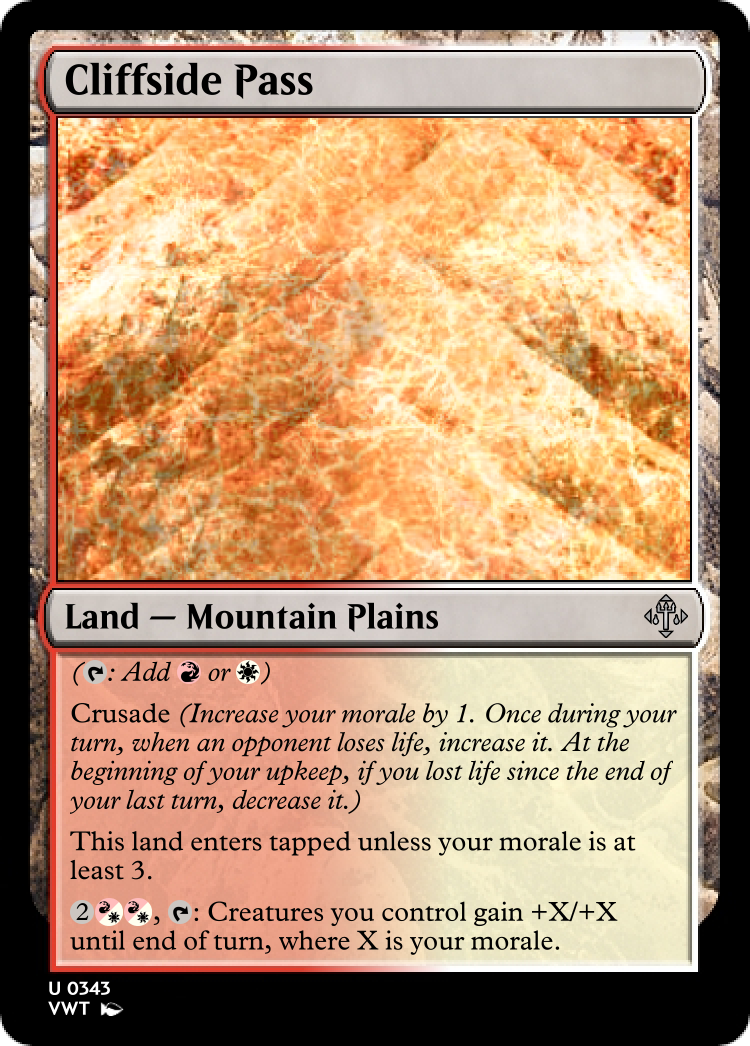 Cliffside Pass
Land — Mountain Plains
(: Add or )
Crusade (Increase your morale by 1. Once during your
turn, when an opponent loses life, increase it. At the
beginning of your upkeep, if you lost life since the end of
your last turn, decrease it.)
This land enters tapped unless your morale is at
least 3.
2, : Creatures you control gain +X/+X
until end of turn, where X is your morale.
U 0343
VWT